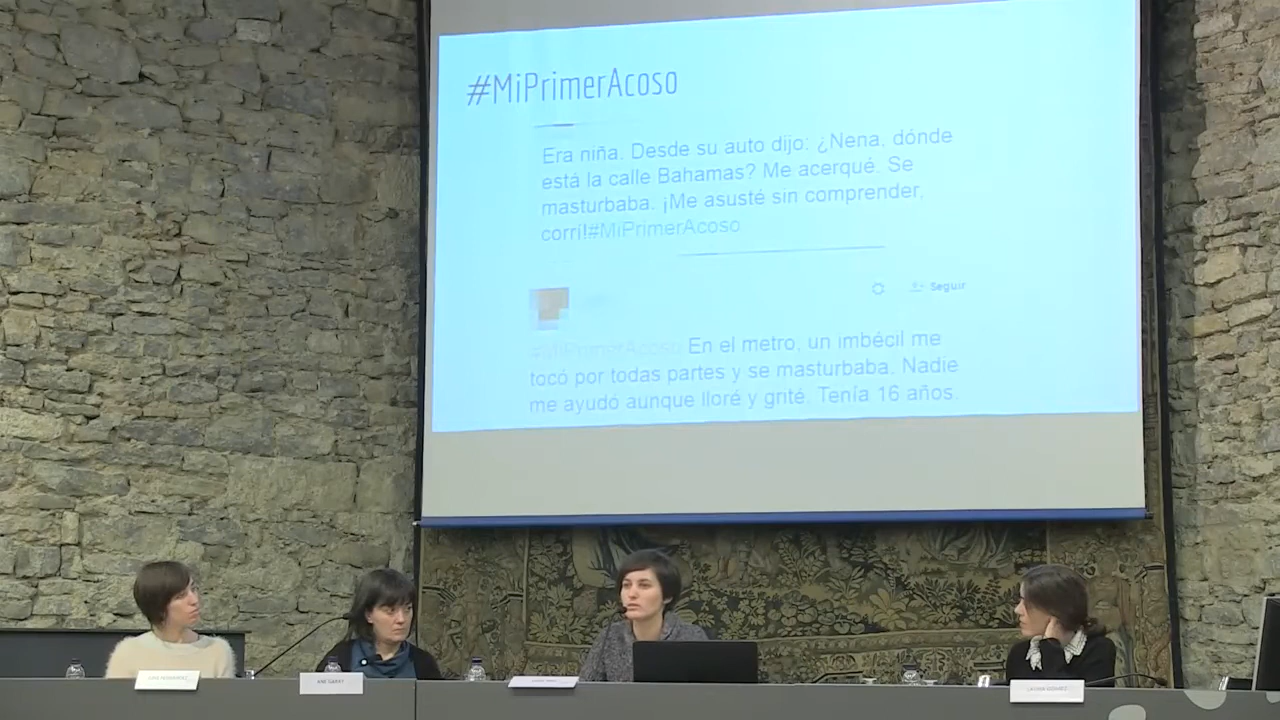 #MiPrimerAcoso
Era niña. Desde su auto dijo: ¿Nena, dónde
está la calle Bahamas? Me acerqué. Se
masturbaba. ¡Me asusté sin comprender,
corrí!#MiPrimerAcoso
Seguir
#MiPrimerAcoso En el metro, un imbécil me
tocó por todas partes y se masturbaba. Nadie
me ayudó aunque lloré y grité. Tenía 16 años.
ANE GARAY